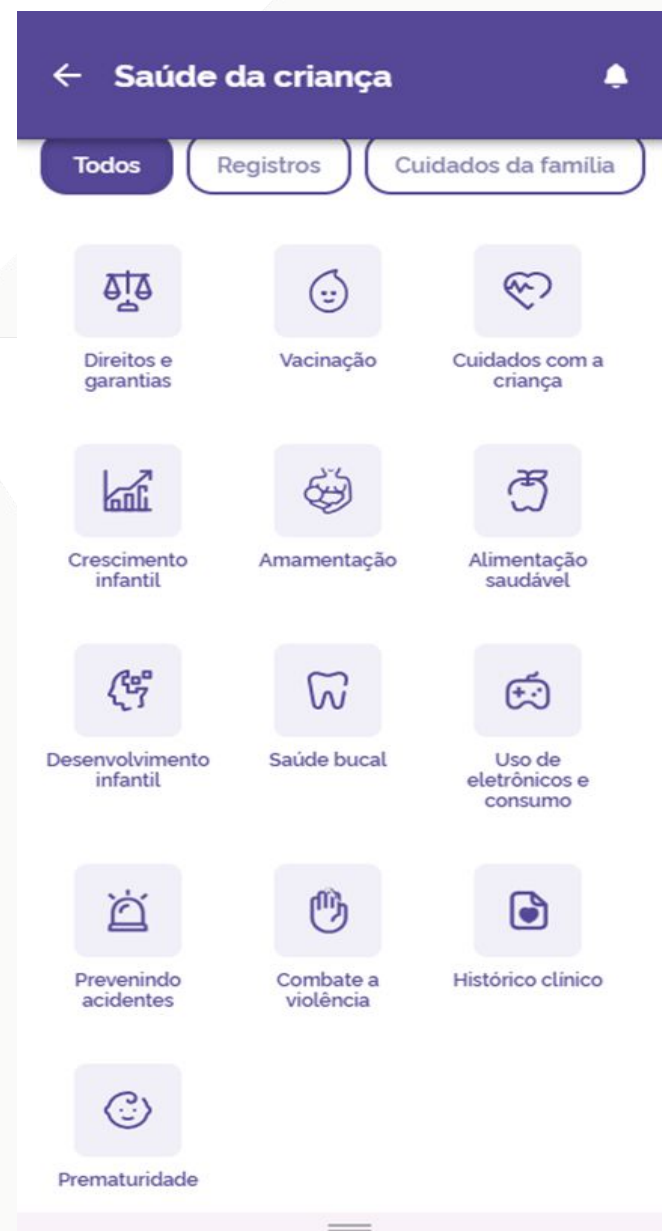 Saúde da criança
Todos
Registros
Cuidados da família
Direitos e
garantias
Vacinação
Cuidados com a
criança
Crescimento
infantil
Amamentação
Alimentação
saudável
Desenvolvimento
infantil
Saúde bucal
Uso de
eletrônicos e
consumo
Prevenindo
acidentes
Combate a
violência
Histórico clínico
Prematuridade